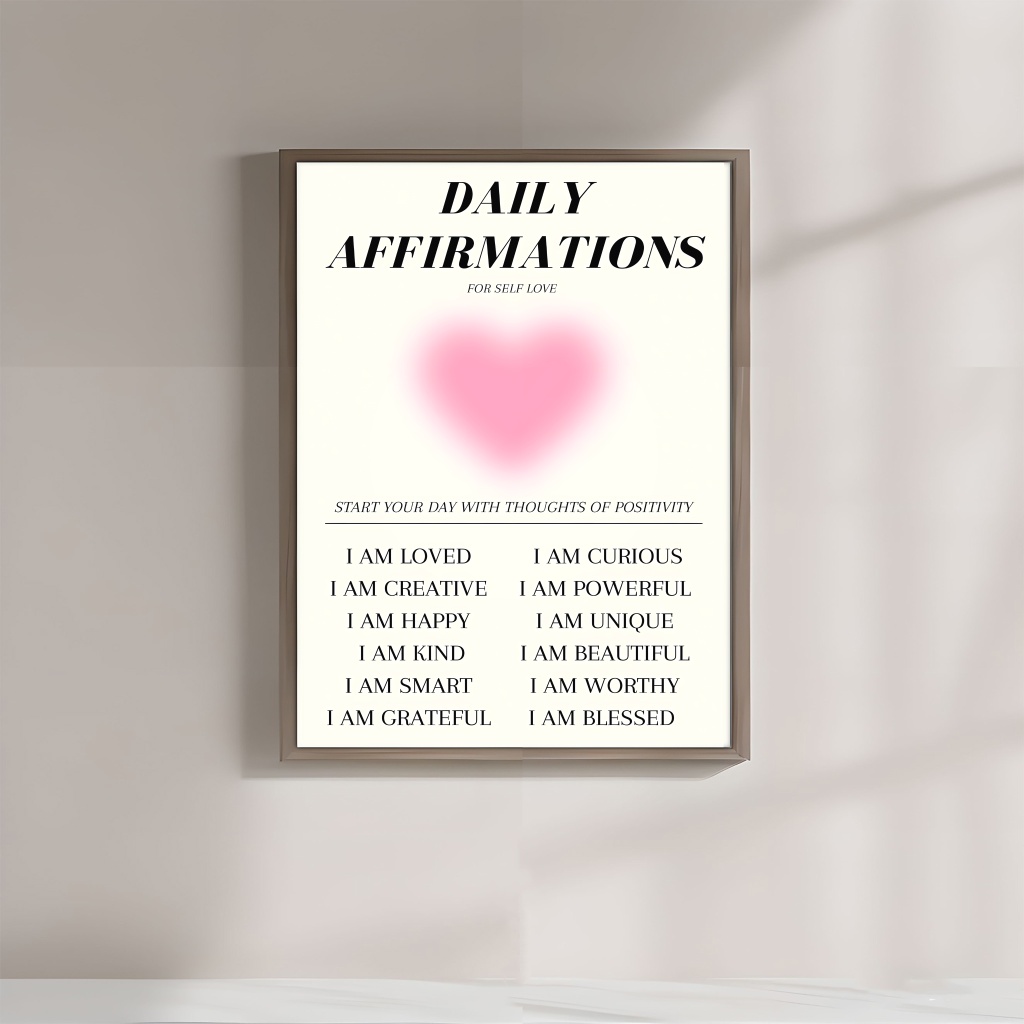 DAILY
AFFIRMATIONS
FOR SELF LOVE
START YOUR DAY WITH THOUGHTS OF POSITIVITY
I AM LOVED
I AM CREATIVE
I AM HAPPY
I AM KIND
I AM SMART
I AM GRATEFUL
I AM CURIOUS
I AM POWERFUL
I AM UNIQUE
I AM BEAUTIFUL
I AM WORTHY
I AM BLESSED